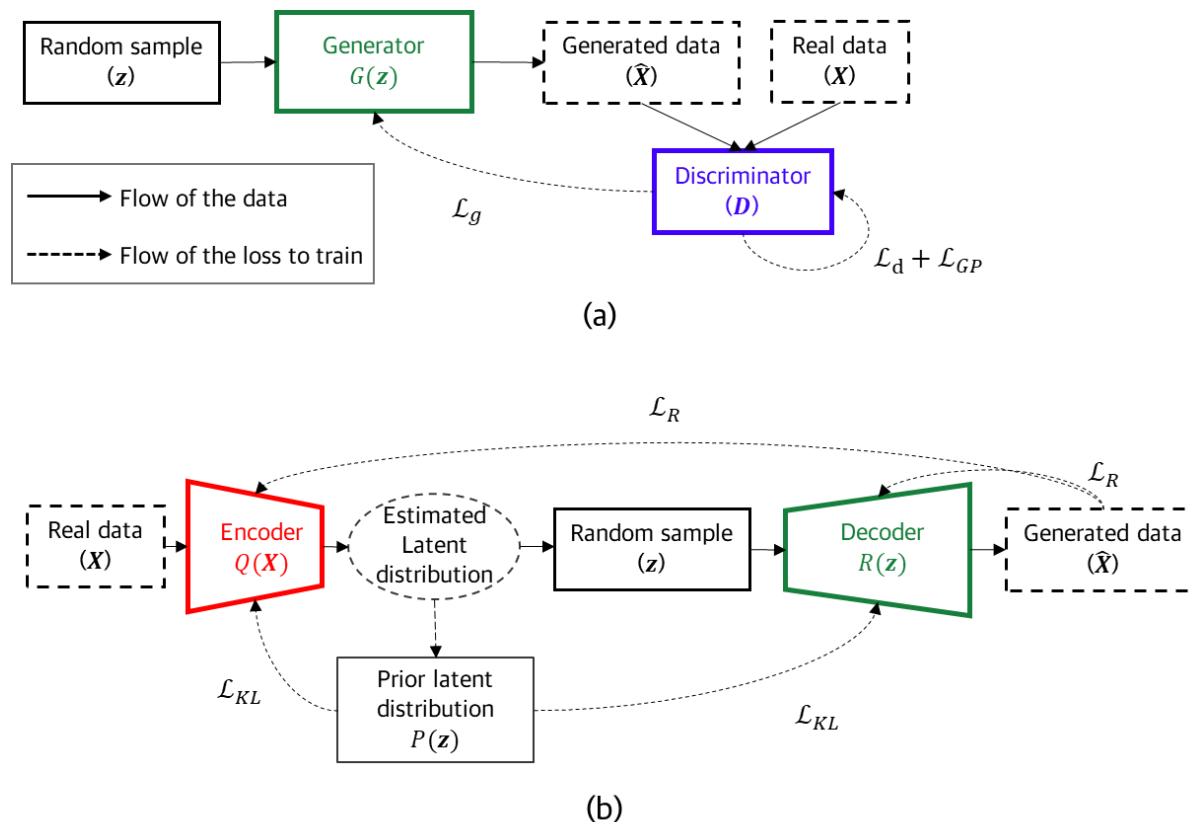 Random sample
(z)
Generator
G(z)
Generated data
(X̂)
Real data
(X)
Discriminator
(D)
Flow of the data
Flow of the loss to train
ℒg
ℒd + ℒGP
(a)
ℒR
ℒR
Real data
(X)
Encoder
Q(X)
Estimated
Latent
distribution
Random sample
(z)
Decoder
R(z)
Generated data
(X̂)
ℒKL
Prior latent
distribution
P(z)
ℒKL
(b)